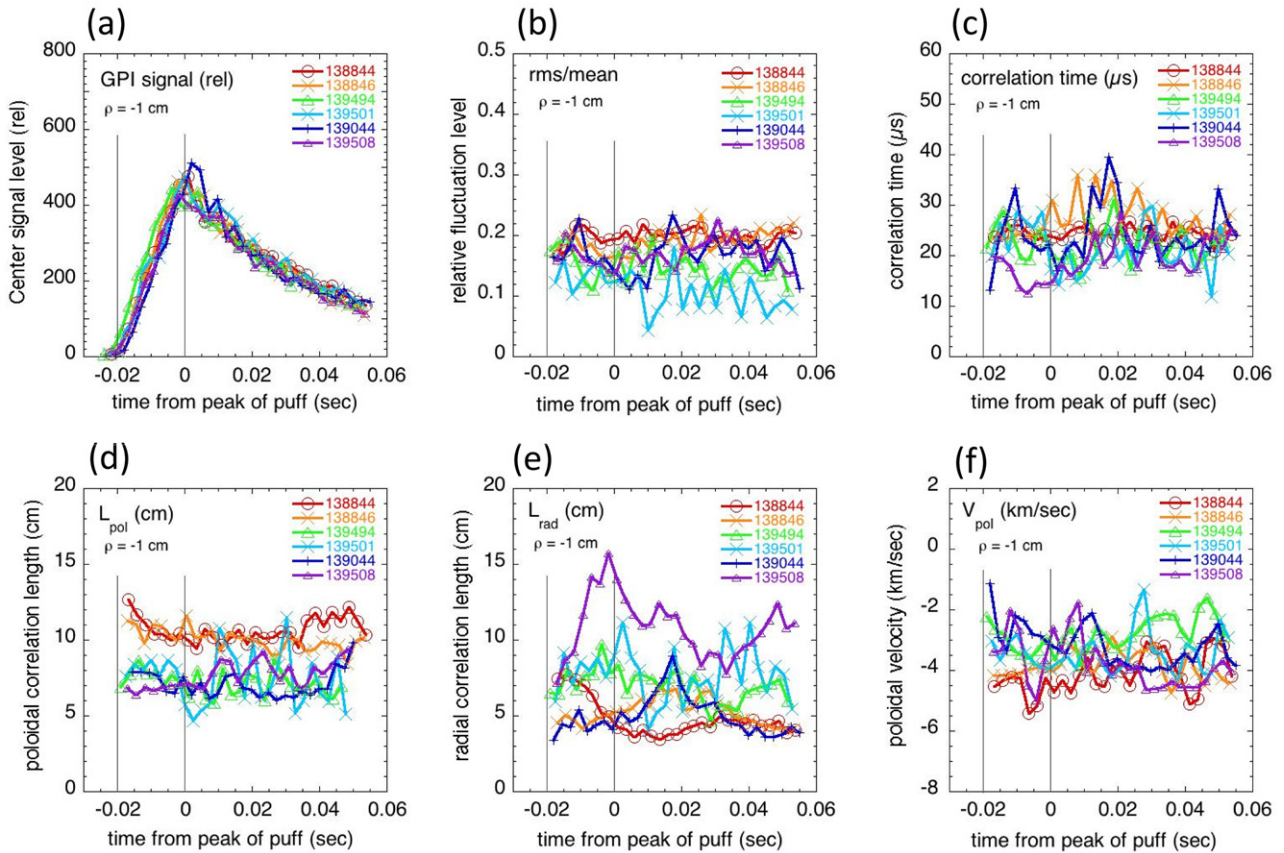 (a)
800
600
400
200
0
Center signal level (rel)
GPI signal (rel)
ρ = -1 cm
138844
138846
139494
139501
139044
139508
-0.02 0 0.02 0.04 0.06
time from peak of puff (sec)
(b)
0.5
0.4
0.3
0.2
0.1
0
relative fluctuation level
rms/mean
ρ = -1 cm
138844
138846
139494
139501
139044
139508
-0.02 0 0.02 0.04 0.06
time from peak of puff (sec)
(c)
60
50
40
30
20
10
0
correlation time (µs)
correlation time (µs)
ρ = -1 cm
138844
138846
139494
139501
139044
139508
-0.02 0 0.02 0.04 0.06
time from peak of puff (sec)
(d)
20
15
10
5
0
poloidal correlation length (cm)
L_pol (cm)
ρ = -1 cm
138844
138846
139494
139501
139044
139508
-0.02 0 0.02 0.04 0.06
time from peak of puff (sec)
(e)
20
15
10
5
0
radial correlation length (cm)
L_rad (cm)
ρ = -1 cm
138844
138846
139494
139501
139044
139508
-0.02 0 0.02 0.04 0.06
time from peak of puff (sec)
(f)
2
0
-2
-4
-6
-8
poloidal velocity (km/sec)
V_pol (km/sec)
ρ = -1 cm
138844
138846
139494
139501
139044
139508
-0.02 0 0.02 0.04 0.06
time from peak of puff (sec)